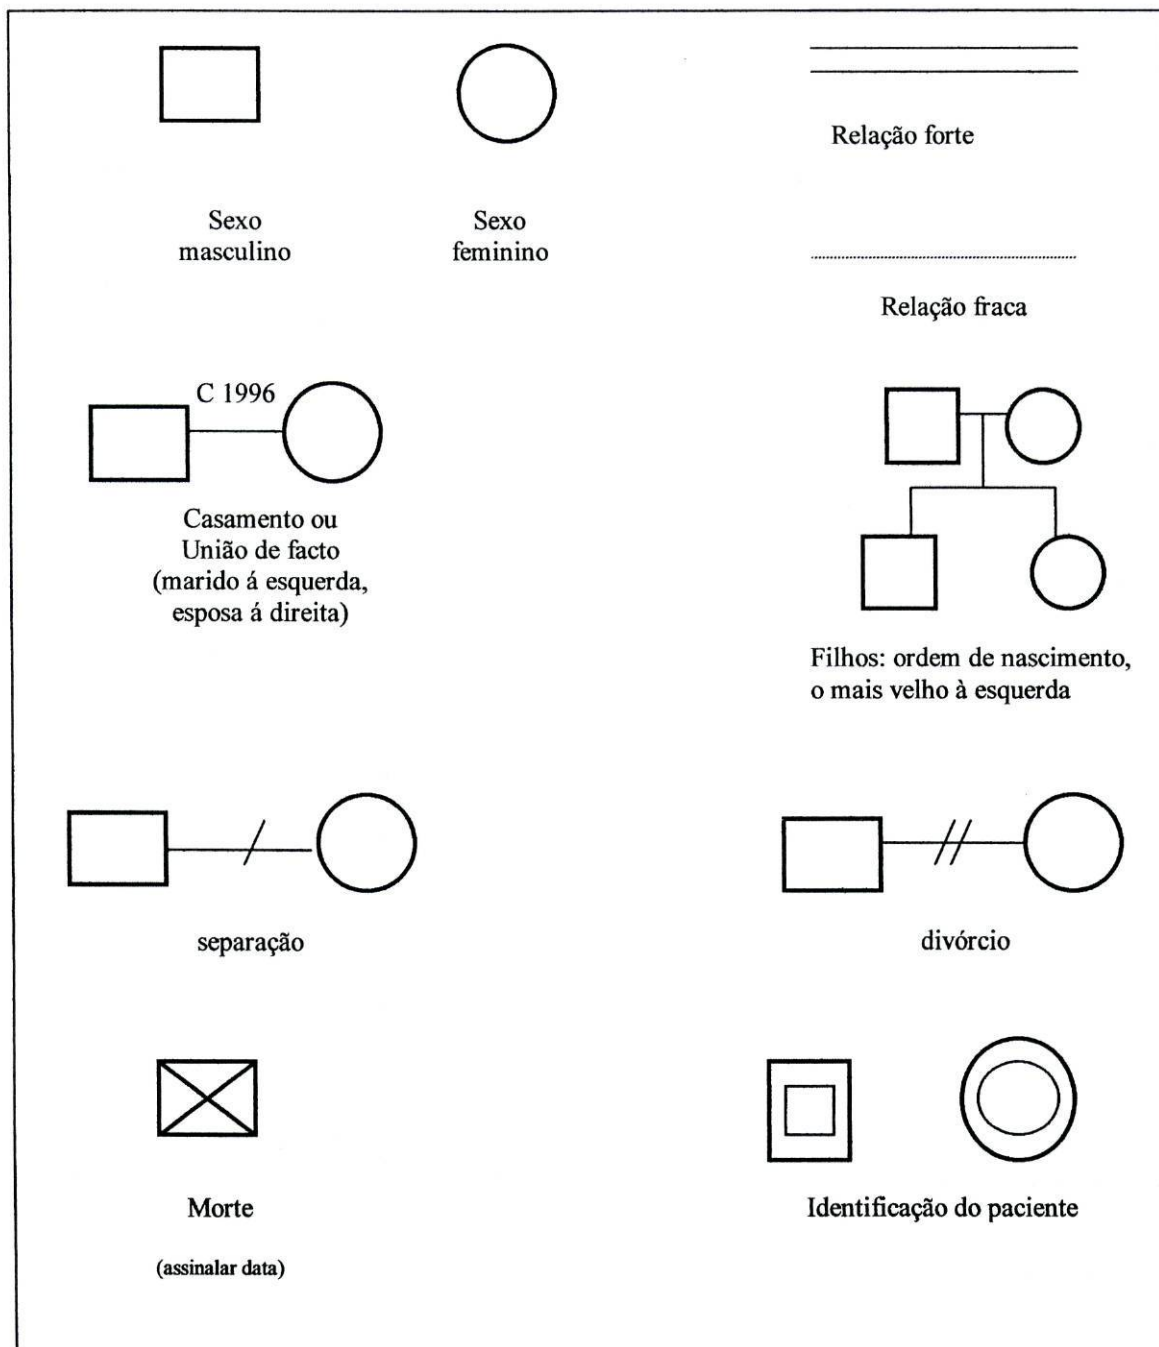 Sexo
masculino
Sexo
feminino
Relação forte
Relação fraca
C 1996
Casamento ou
União de facto
(marido á esquerda,
esposa á direita)
Filhos: ordem de nascimento,
o mais velho à esquerda
separação
divórcio
Morte
(assinalar data)
Identificação do paciente